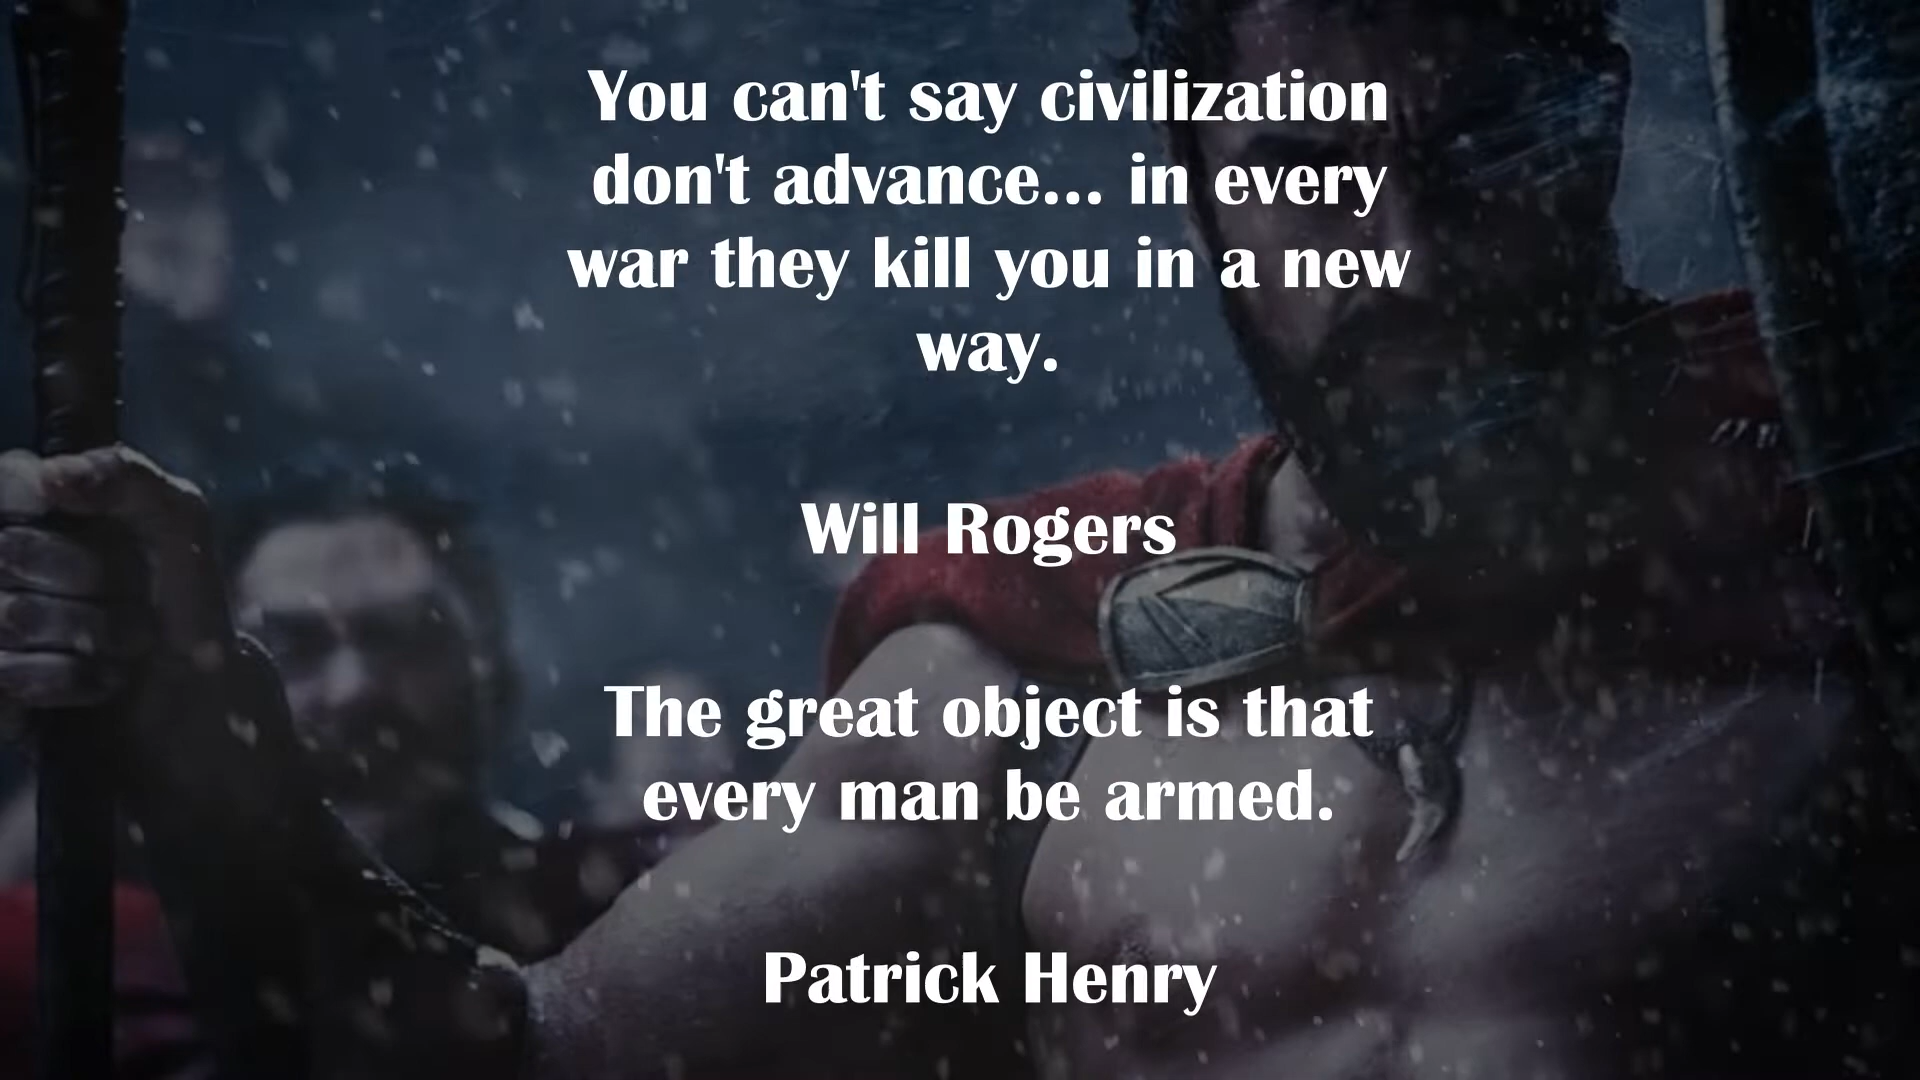 You can't say civilization
don't advance... in every
war they kill you in a new
way.
Will Rogers
The great object is that
every man be armed.
Patrick Henry